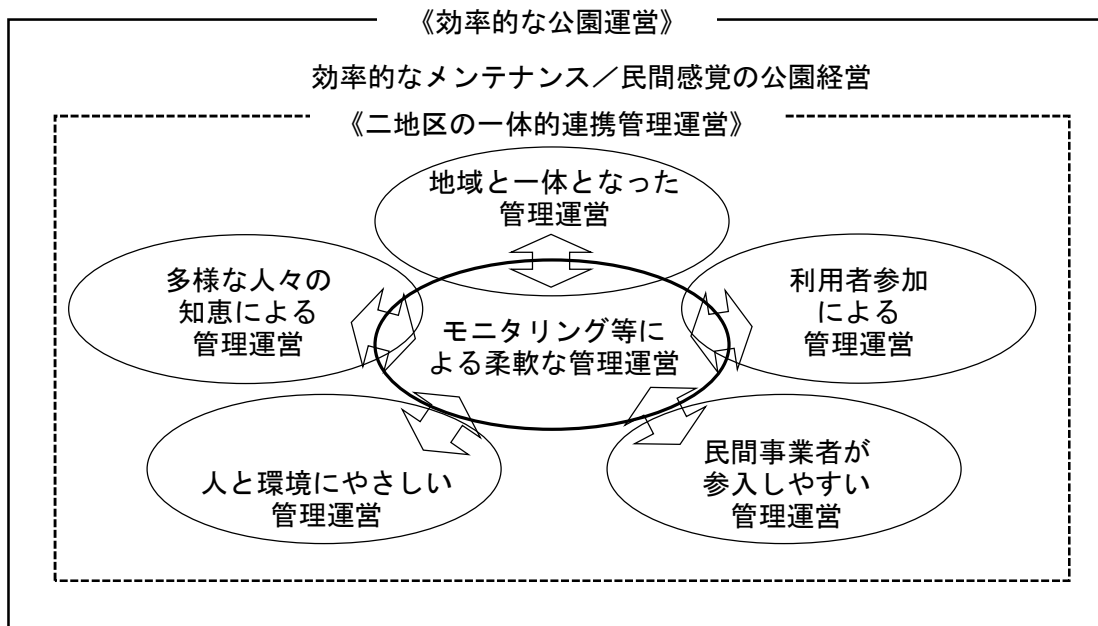 《効率的な公園運営》
効率的なメンテナンス／民間感覚の公園経営
《二地区の一体的連携管理運営》
地域と一体となった
管理運営
多様な人々の
知恵による
管理運営
利用者参加
による
管理運営
モニタリング等に
よる柔軟な管理運営
人と環境にやさしい
管理運営
民間事業者が
参入しやすい
管理運営